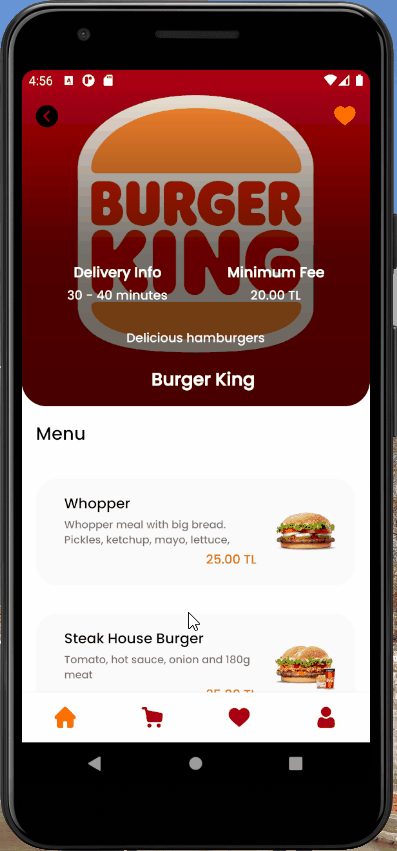 4:56
BURGER
KING
Delivery Info
Minimum Fee
30 - 40 minutes
20.00 TL
Delicious hamburgers
Burger King
Menu
Whopper
Whopper meal with big bread.
Pickles, ketchup, mayo, lettuce,
25.00 TL
Steak House Burger
Tomato, hot sauce, onion and 180g
meat